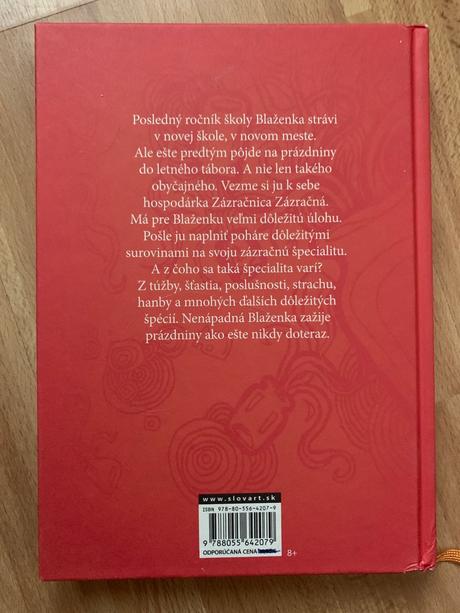 Posledný ročník školy Blaženka strávi
v novej škole, v novom meste.
Ale ešte predtým pôjde na prázdniny
do letného tábora. A nie len takého
obyčajného. Vezme si ju k sebe
hospodárka Zázračnica Zázračná.
Má pre Blaženku veľmi dôležitú úlohu.
Pošle ju naplniť poháre dôležitými
surovinami na svoju zázračnú špecialitu.
A z čoho sa taká špecialita varí?
Z túžby, šťastia, poslušnosti, strachu,
hanby a mnohých ďalších dôležitých
špécií. Nenápadná Blaženka zažije
prázdniny ako ešte nikdy doteraz.
www.slovart.sk
ISBN 978-80-556-4207-9
9 788055 642079
ODPORÚČANÁ CENA
8+